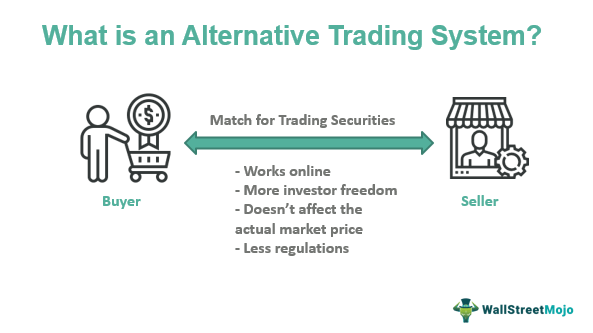 What is an Alternative Trading System?
$
Match for Trading Securities
- Works online
- More investor freedom
- Doesn’t affect the
actual market price
- Less regulations
Buyer
Seller
WallStreetMojo